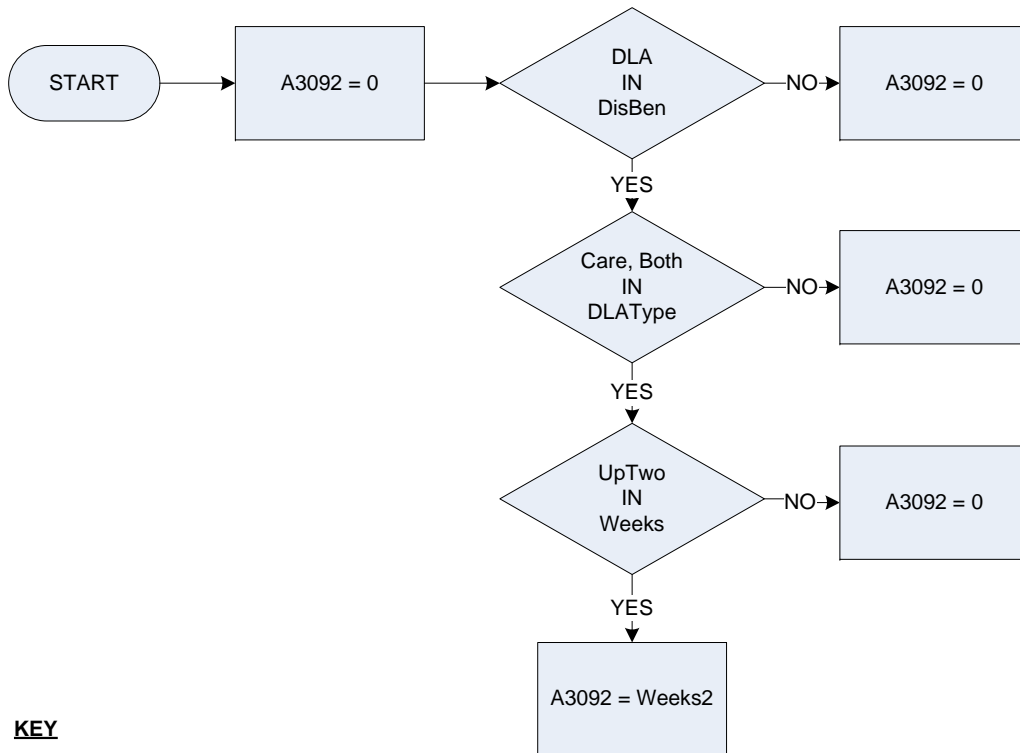 START
A3092 = 0
DLA
IN
DisBen
NO
A3092 = 0
YES
Care, Both
IN
DLAType
NO
A3092 = 0
YES
UpTwo
IN
Weeks
NO
A3092 = 0
YES
A3092 = Weeks2
KEY